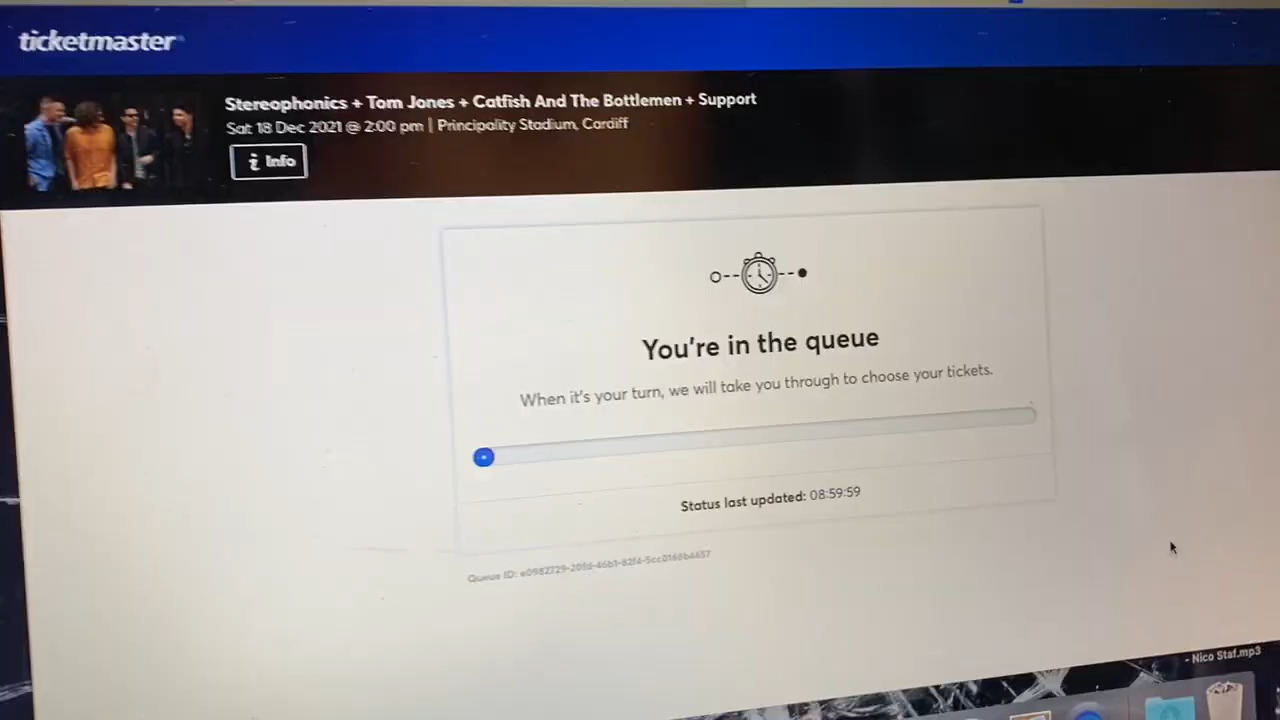 ticketmaster
Stereophonics + Tom Jones + Catfish And The Bottlemen + Support
Sat 18 Dec 2021 @ 2:00 pm | Principality Stadium, Cardiff
i Info
You're in the queue
When it's your turn, we will take you through to choose your tickets.
Status last updated: 08:59:59
Queue ID:
- Nico Staf.mp3